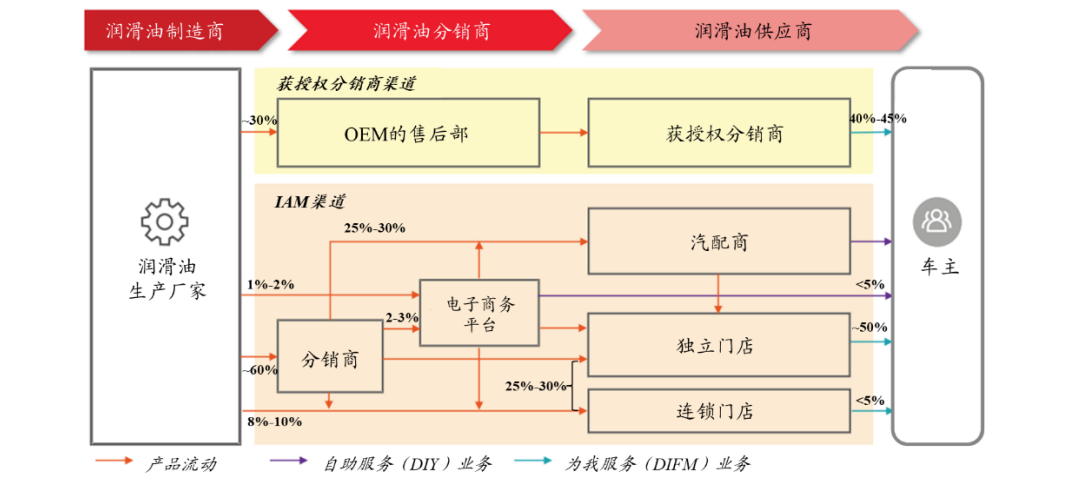 润滑油制造商
润滑油分销商
润滑油供应商
获授权分销商渠道
~30%
OEM的售后部
获授权分销商
40%-45%
IAM渠道
25%-30%
汽配商
润滑油
生产厂家
车主
1%-2%
电子商务
平台
<5%
2-3%
独立门店
~50%
分销商
~60%
25%-30%
连锁门店
<5%
8%-10%
产品流动
自助服务（DIY）业务
为我服务（DIFM）业务